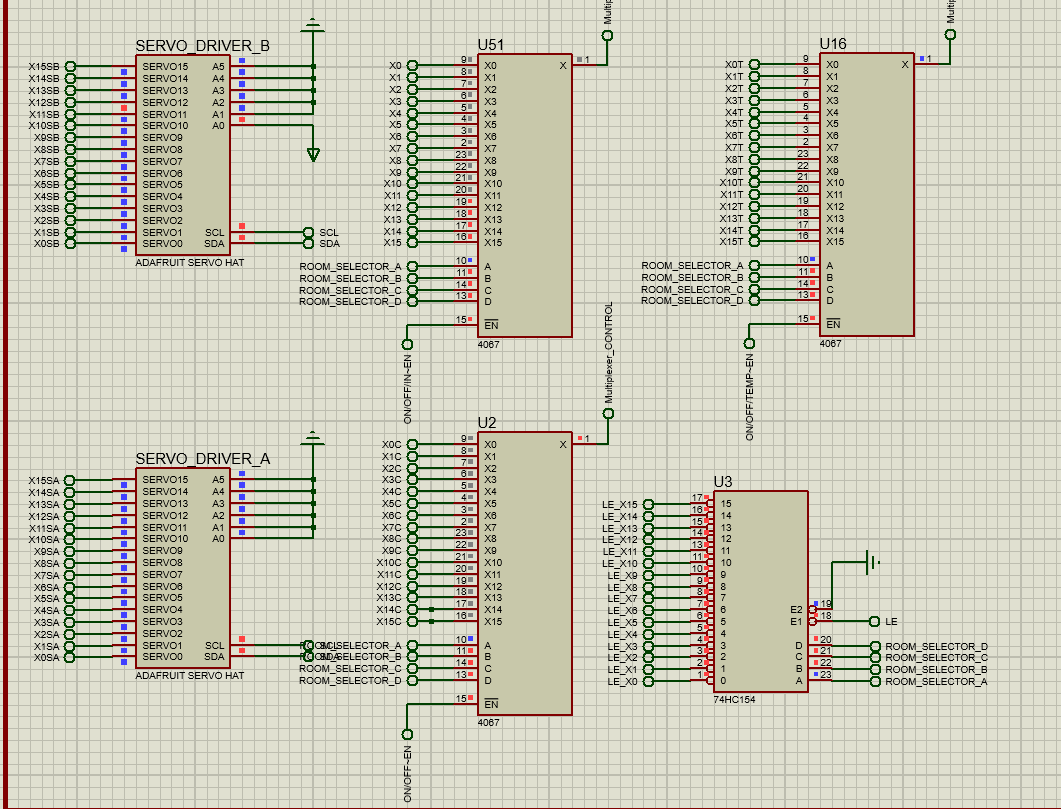 SERVO_DRIVER_B
X15SB SERVO15 A5
X14SB SERVO14 A4
X13SB SERVO13 A3
X12SB SERVO12 A2
X11SB SERVO11 A1
X10SB SERVO10 A0
X9SB SERVO9
X8SB SERVO8
X7SB SERVO7
X6SB SERVO6
X5SB SERVO5
X4SB SERVO4
X3SB SERVO3
X2SB SERVO2
X1SB SERVO1 SCL SCL
X0SB SERVO0 SDA SDA
ADAFRUIT SERVO HAT
Multip
U51
X0 9 X0 X 1
X1 8 X1
X2 7 X2
X3 6 X3
X4 5 X4
X5 4 X5
X6 3 X6
X7 2 X7
X8 23 X8
X9 22 X9
X10 21 X10
X11 20 X11
X12 19 X12
X13 18 X13
X14 17 X14
X15 16 X15
ROOM_SELECTOR_A 10 A
ROOM_SELECTOR_B 11 B
ROOM_SELECTOR_C 14 C
ROOM_SELECTOR_D 13 D
15 EN
4067
ON/OFF/IN~EN
Multip
U16
X0T 9 X0 X 1
X1T 8 X1
X2T 7 X2
X3T 6 X3
X4T 5 X4
X5T 4 X5
X6T 3 X6
X7T 2 X7
X8T 23 X8
X9T 22 X9
X10T 21 X10
X11T 20 X11
X12T 19 X12
X13T 18 X13
X14T 17 X14
X15T 16 X15
ROOM_SELECTOR_A 10 A
ROOM_SELECTOR_B 11 B
ROOM_SELECTOR_C 14 C
ROOM_SELECTOR_D 13 D
15 EN
4067
ON/OFF/TEMP~EN
SERVO_DRIVER_A
X15SA SERVO15 A5
X14SA SERVO14 A4
X13SA SERVO13 A3
X12SA SERVO12 A2
X11SA SERVO11 A1
X10SA SERVO10 A0
X9SA SERVO9
X8SA SERVO8
X7SA SERVO7
X6SA SERVO6
X5SA SERVO5
X4SA SERVO4
X3SA SERVO3
X2SA SERVO2
X1SA SERVO1 SCL SCL
X0SA SERVO0 SDA SDA
ADAFRUIT SERVO HAT
Multiplexer_CONTROL
U2
X0C 9 X0 X 1
X1C 8 X1
X2C 7 X2
X3C 6 X3
X4C 5 X4
X5C 4 X5
X6C 3 X6
X7C 2 X7
X8C 23 X8
X9C 22 X9
X10C 21 X10
X11C 20 X11
X12C 19 X12
X13C 18 X13
X14C 17 X14
X15C 16 X15
ROOM_SELECTOR_A 10 A
ROOM_SELECTOR_B 11 B
ROOM_SELECTOR_C 14 C
ROOM_SELECTOR_D 13 D
15 EN
4067
ON/OFF~EN
U3
LE_X15 17 15
LE_X14 16 14
LE_X13 15 13
LE_X12 14 12
LE_X11 13 11
LE_X10 11 10
LE_X9 10 9
LE_X8 9 8
LE_X7 8 7
LE_X6 7 6 E2 19
LE_X5 6 5 E1 18 LE
LE_X4 5 4
LE_X3 4 3 D 20 ROOM_SELECTOR_D
LE_X2 3 2 C 21 ROOM_SELECTOR_C
LE_X1 2 1 B 22 ROOM_SELECTOR_B
LE_X0 1 0 A 23 ROOM_SELECTOR_A
74HC154